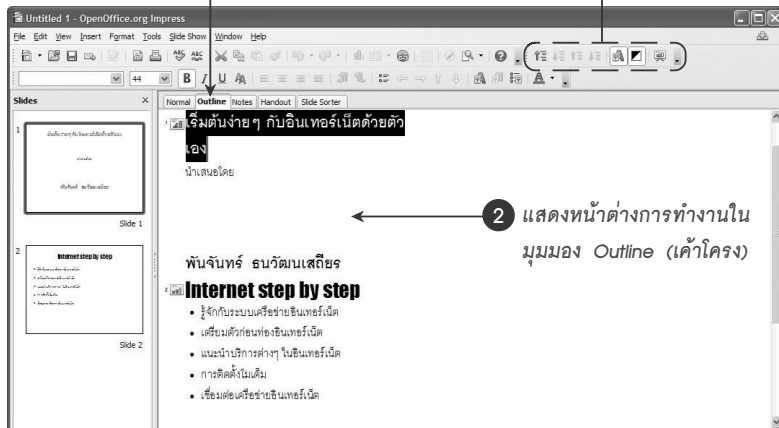 Untitled 1 - OpenOffice.org Impress
File Edit View Insert Format Tools Slide Show Window Help
44 B I U A
Slides ×
Normal Outline Notes Handout Slide Sorter
1
Slide 1
2
Internet step by step
Slide 2
1 เริ่มต้นง่าย ๆ กับอินเทอร์เน็ตด้วยตัว
เอง
นำเสนอโดย
พันจันทร์ ธนวัฒนเสถียร
2 Internet step by step
• รู้จักกับระบบเครือข่ายอินเทอร์เน็ต
• เตรียมตัวก่อนท่องอินเทอร์เน็ต
• แนะนำบริการต่างๆ ในอินเทอร์เน็ต
• การติดตั้งโมเด็ม
• เชื่อมต่อเครือข่ายอินเทอร์เน็ต
2 แสดงหน้าต่างการทำงานใน
มุมมอง Outline (เค้าโครง)